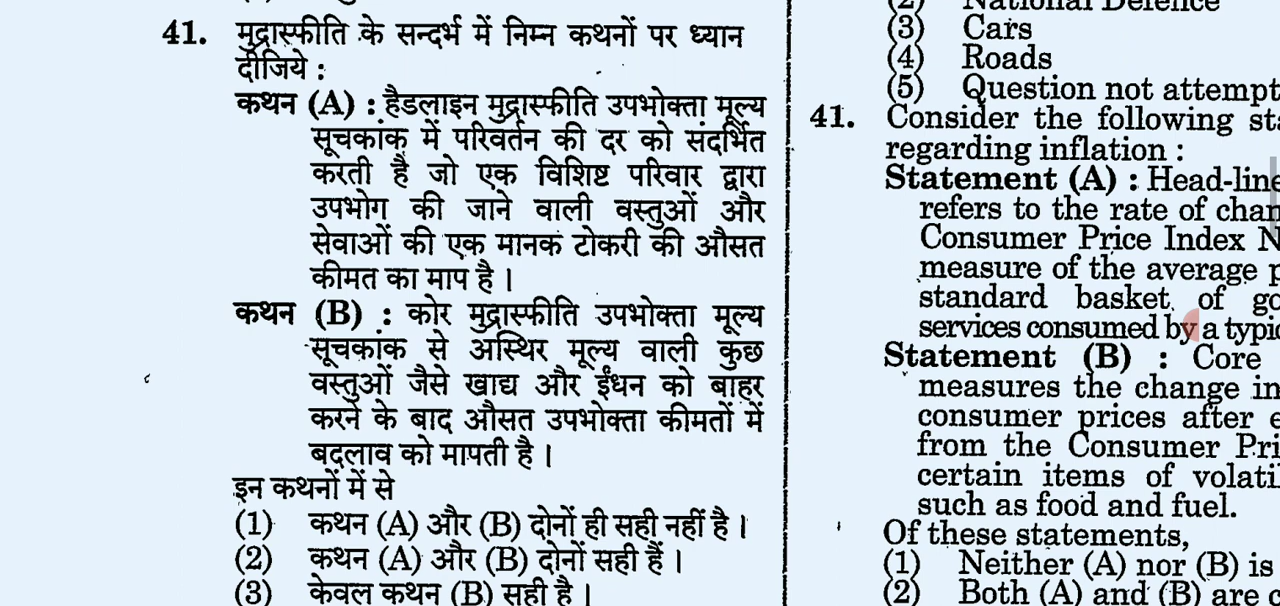 41. मुद्रास्फीति के सन्दर्भ में निम्न कथनों पर ध्यान
दीजिये :
कथन (A) : हैडलाइन मुद्रास्फीति उपभोक्ता मूल्य
सूचकांक में परिवर्तन की दर को संदर्भित
करती है जो एक विशिष्ट परिवार द्वारा
उपभोग की जाने वाली वस्तुओं और
सेवाओं की एक मानक टोकरी की औसत
कीमत का माप है ।
कथन (B) : कोर मुद्रास्फीति उपभोक्ता मूल्य
सूचकांक से अस्थिर मूल्य वाली कुछ
वस्तुओं जैसे खाद्य और ईंधन को बाहर
करने के बाद औसत उपभोक्ता कीमतों में
बदलाव को मापती है ।
इन कथनों में से
(1) कथन (A) और (B) दोनों ही सही नहीं है ।
(2) कथन (A) और (B) दोनों सही हैं ।
(3) केवल कथन (B) सही है ।
(2) National Defence
(3) Cars
(4) Roads
(5) Question not attempt
41. Consider the following
regarding inflation :
Statement (A) : Head-line
refers to the rate of
Consumer Price Index
measure of the average
standard basket of
services consumed by a
Statement (B) : Core
measures the change in
consumer prices after
from the Consumer
certain items of
such as food and fuel.
Of these statements,
(1) Neither (A) nor (B) is
(2) Both (A) and (B) are